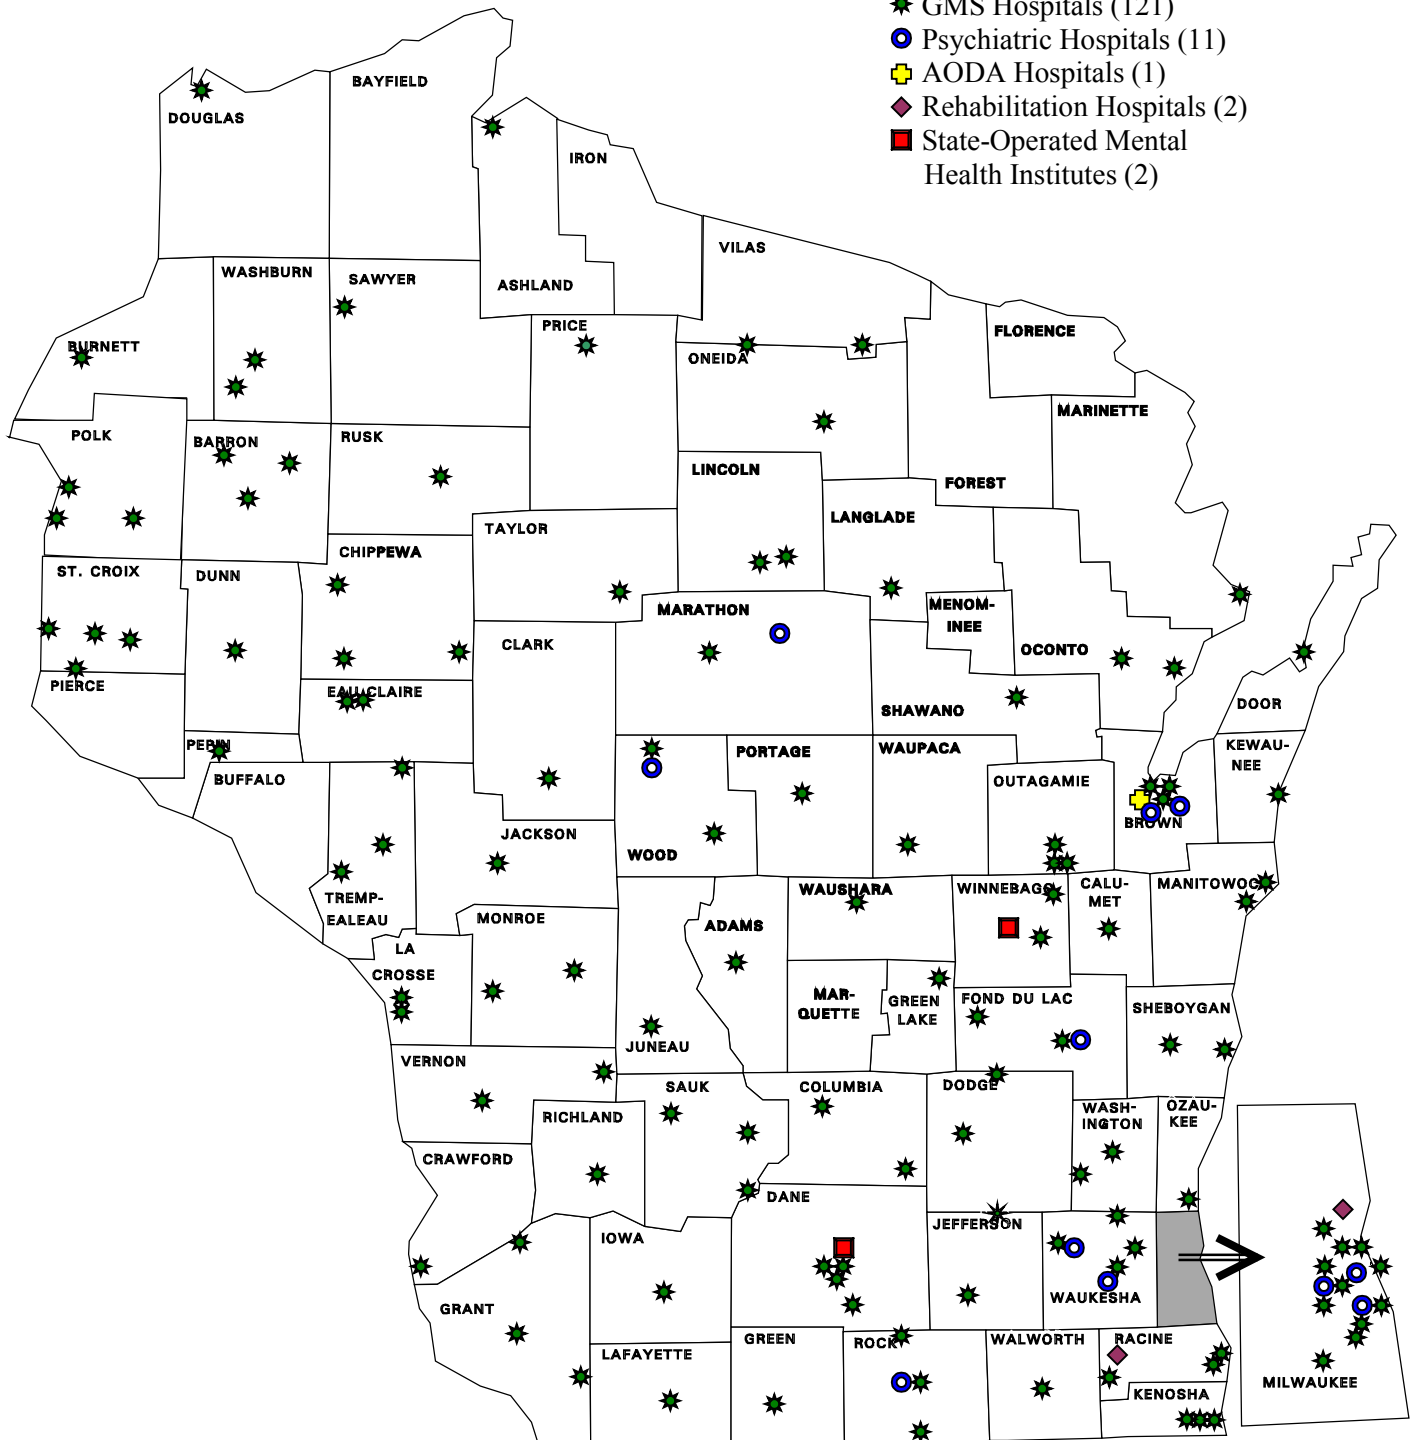 GMS Hospitals (121)
Psychiatric Hospitals (11)
AODA Hospitals (1)
Rehabilitation Hospitals (2)
State-Operated Mental
Health Institutes (2)
BAYFIELD
DOUGLAS
IRON
VILAS
WASHBURN
SAWYER
ASHLAND
PRICE
FLORENCE
BURNETT
ONEIDA
MARINETTE
POLK
BARRON
RUSK
LINCOLN
FOREST
LANGLADE
TAYLOR
CHIPPEWA
ST. CROIX
DUNN
MARATHON
MENOM-
INEE
CLARK
OCONTO
PIERCE
EAU CLAIRE
SHAWANO
DOOR
PEPIN
PORTAGE
WAUPACA
KEWAU-
NEE
BUFFALO
OUTAGAMIE
BROWN
JACKSON
WOOD
WAUSHARA
WINNEBAGO
CALU-
MET
MANITOWOC
TREMP-
EALEAU
MONROE
ADAMS
LA
CROSSE
MAR-
QUETTE
GREEN
LAKE
FOND DU LAC
SHEBOYGAN
JUNEAU
VERNON
SAUK
COLUMBIA
DODGE
WASH-
INGTON
OZAU-
KEE
RICHLAND
CRAWFORD
DANE
JEFFERSON
IOWA
WAUKESHA
GRANT
GREEN
ROCK
WALWORTH
RACINE
LAFAYETTE
MILWAUKEE
KENOSHA